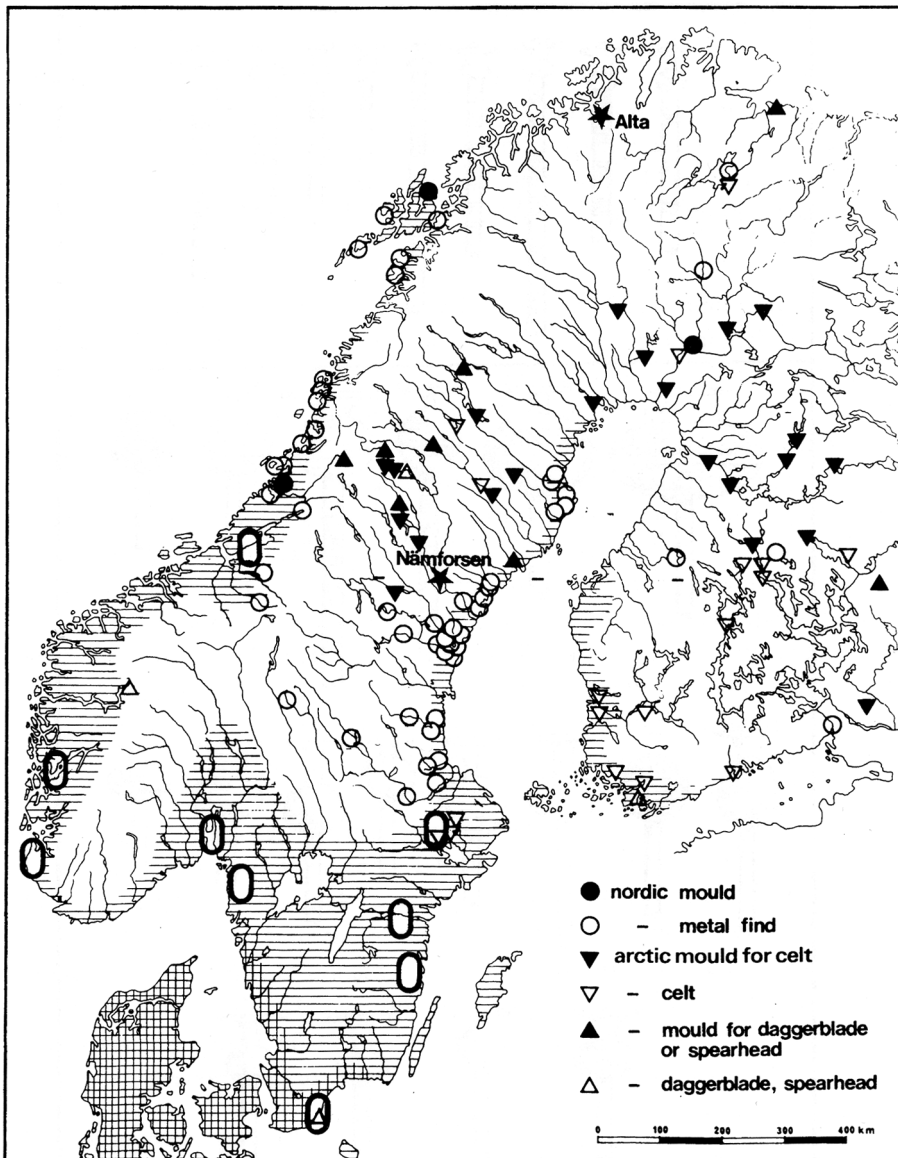 Alta
Nämforsen
nordic mould
– metal find
arctic mould for celt
– celt
– mould for daggerblade
or spearhead
– daggerblade, spearhead
0 100 200 300 400 km